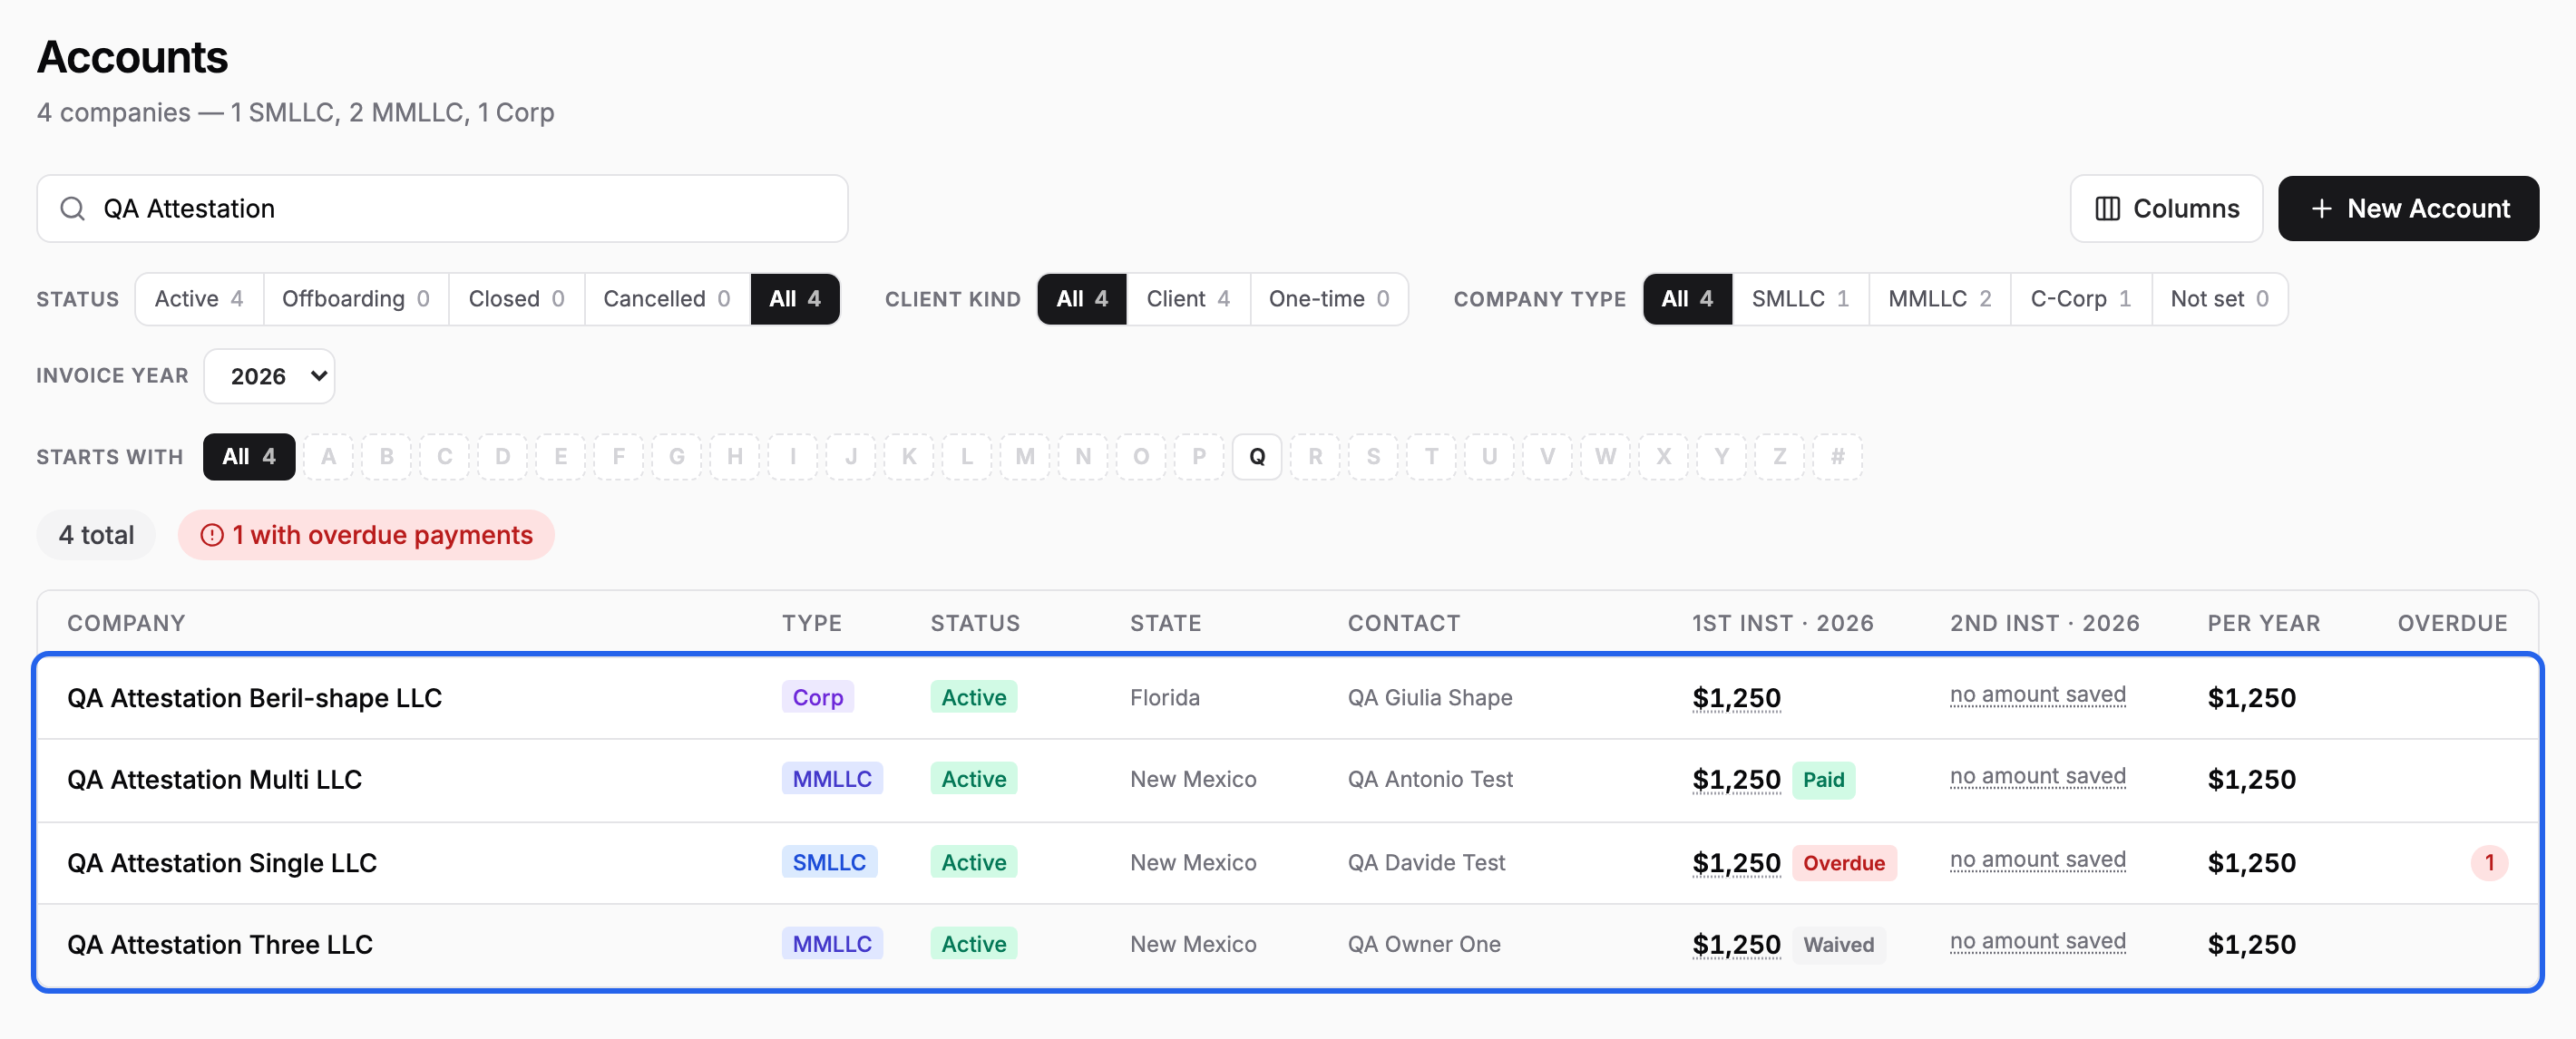 Accounts
4 companies — 1 SMLLC, 2 MMLLC, 1 Corp
QA Attestation
Columns
+ New Account
STATUS Active 4 Offboarding 0 Closed 0 Cancelled 0 All 4 CLIENT KIND All 4 Client 4 One-time 0 COMPANY TYPE All 4 SMLLC 1 MMLLC 2 C-Corp 1 Not set 0
INVOICE YEAR 2026
STARTS WITH All 4 A B C D E F G H I J K L M N O P Q R S T U V W X Y Z #
4 total 1 with overdue payments
COMPANY TYPE STATUS STATE CONTACT 1ST INST · 2026 2ND INST · 2026 PER YEAR OVERDUE
QA Attestation Beril-shape LLC Corp Active Florida QA Giulia Shape $1,250 no amount saved $1,250
QA Attestation Multi LLC MMLLC Active New Mexico QA Antonio Test $1,250 Paid no amount saved $1,250
QA Attestation Single LLC SMLLC Active New Mexico QA Davide Test $1,250 Overdue no amount saved $1,250 1
QA Attestation Three LLC MMLLC Active New Mexico QA Owner One $1,250 Waived no amount saved $1,250